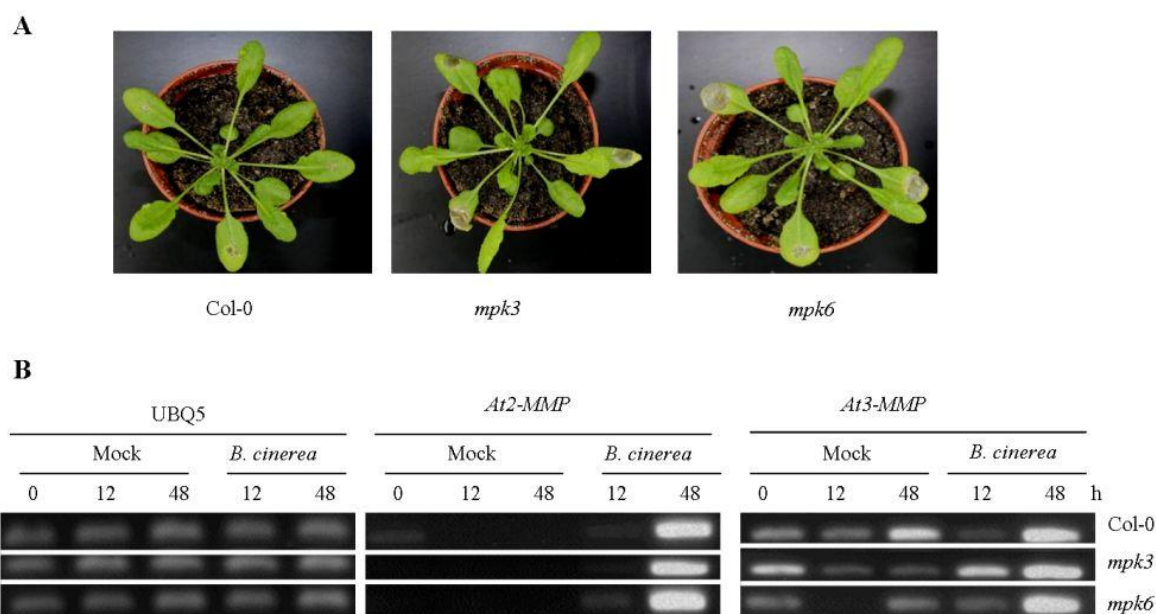 A
Col-0 mpk3 mpk6
B
UBQ5 At2-MMP At3-MMP
Mock B. cinerea Mock B. cinerea Mock B. cinerea
0 12 48 12 48 0 12 48 12 48 0 12 48 12 48 h
Col-0
mpk3
mpk6